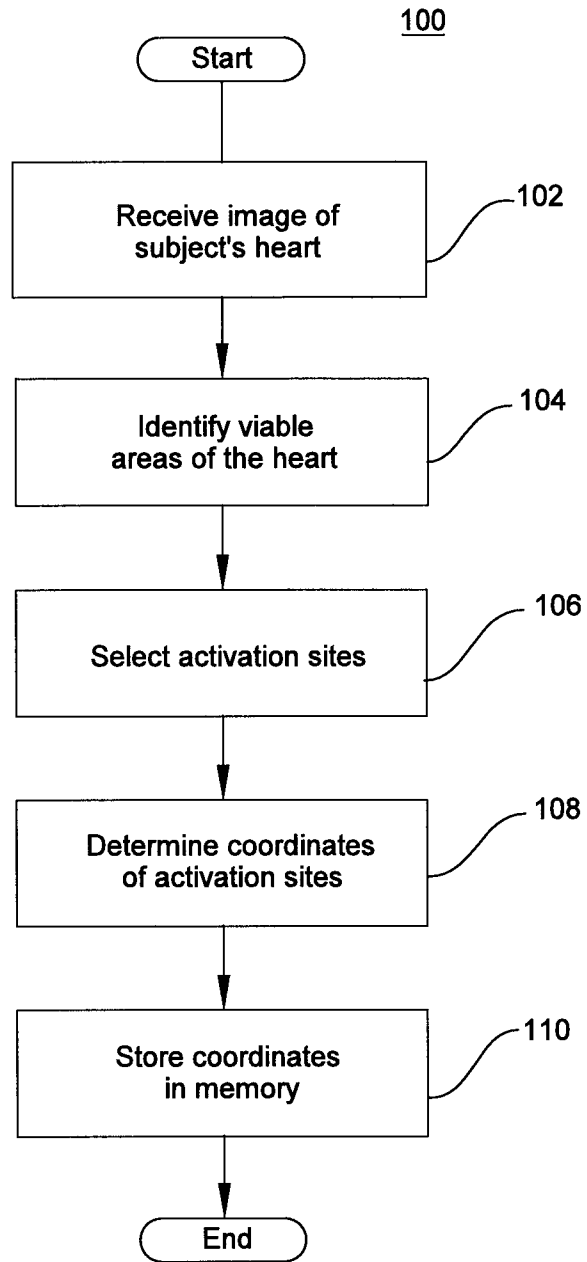 100
Start
Receive image of
subject's heart
102
Identify viable
areas of the heart
104
Select activation sites
106
Determine coordinates
of activation sites
108
Store coordinates
in memory
110
End